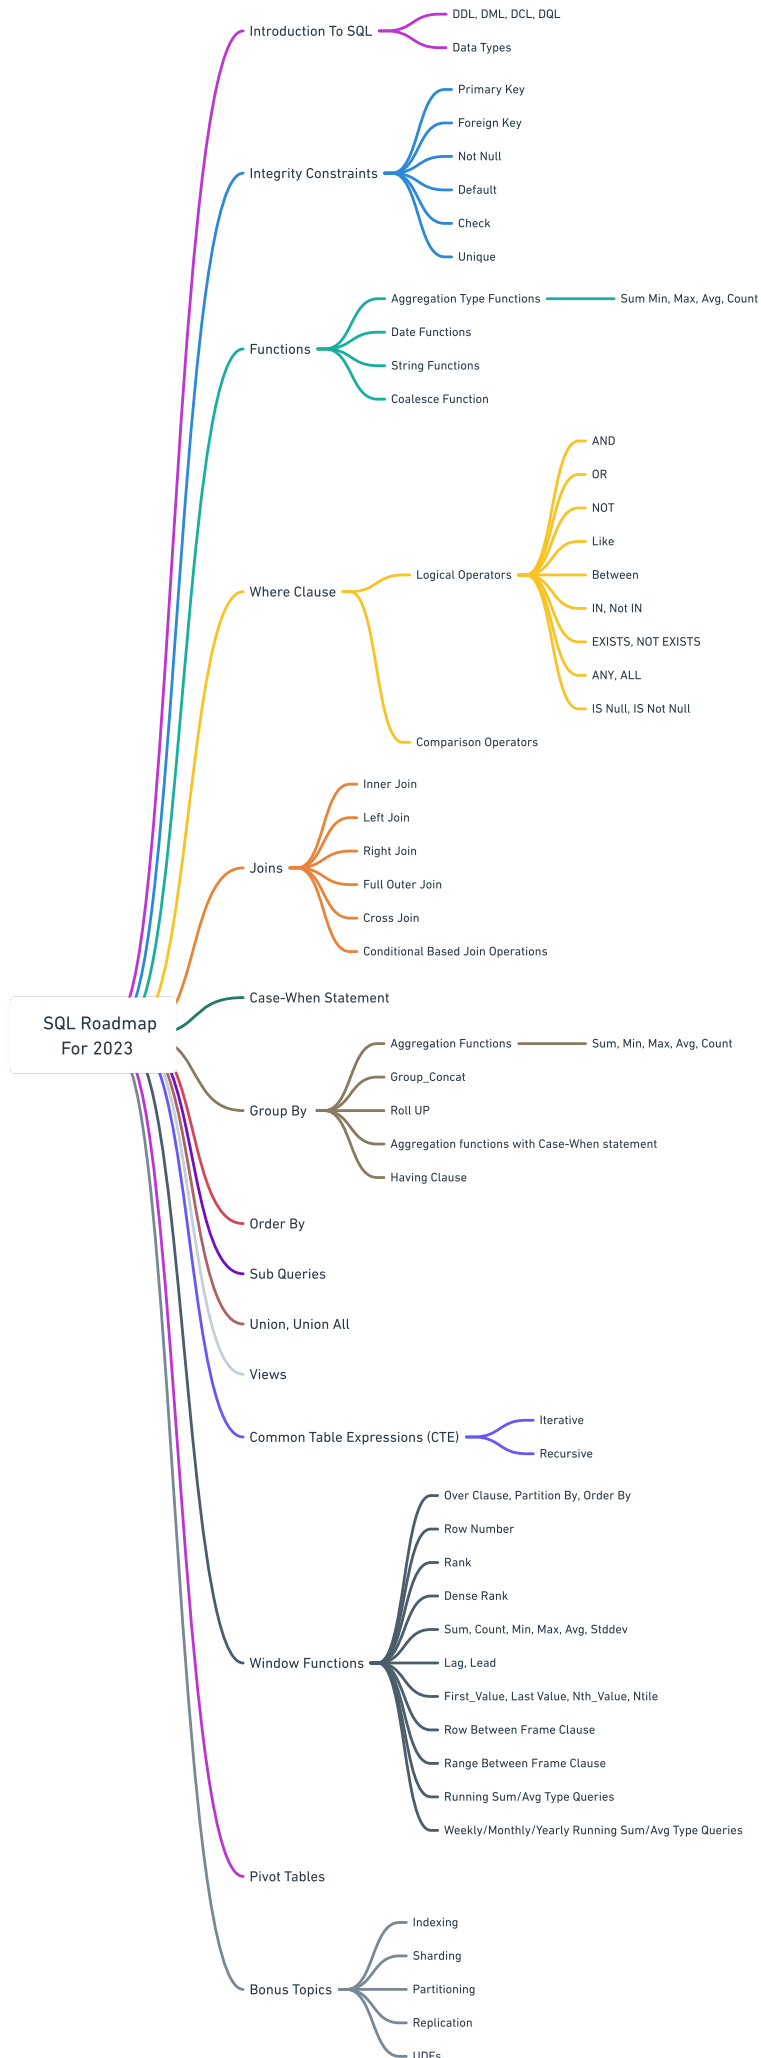 Introduction To SQL
DDL, DML, DCL, DQL
Data Types
Integrity Constraints
Primary Key
Foreign Key
Not Null
Default
Check
Unique
Functions
Aggregation Type Functions
Sum Min, Max, Avg, Count
Date Functions
String Functions
Coalesce Function
Where Clause
Logical Operators
AND
OR
NOT
Like
Between
IN, Not IN
EXISTS, NOT EXISTS
ANY, ALL
IS Null, IS Not Null
Comparison Operators
Joins
Inner Join
Left Join
Right Join
Full Outer Join
Cross Join
Conditional Based Join Operations
SQL Roadmap
For 2023
Case-When Statement
Group By
Aggregation Functions
Sum, Min, Max, Avg, Count
Group_Concat
Roll UP
Aggregation functions with Case-When statement
Having Clause
Order By
Sub Queries
Union, Union All
Views
Common Table Expressions (CTE)
Iterative
Recursive
Window Functions
Over Clause, Partition By, Order By
Row Number
Rank
Dense Rank
Sum, Count, Min, Max, Avg, Stddev
Lag, Lead
First_Value, Last Value, Nth_Value, Ntile
Row Between Frame Clause
Range Between Frame Clause
Running Sum/Avg Type Queries
Weekly/Monthly/Yearly Running Sum/Avg Type Queries
Pivot Tables
Bonus Topics
Indexing
Sharding
Partitioning
Replication
UDFs